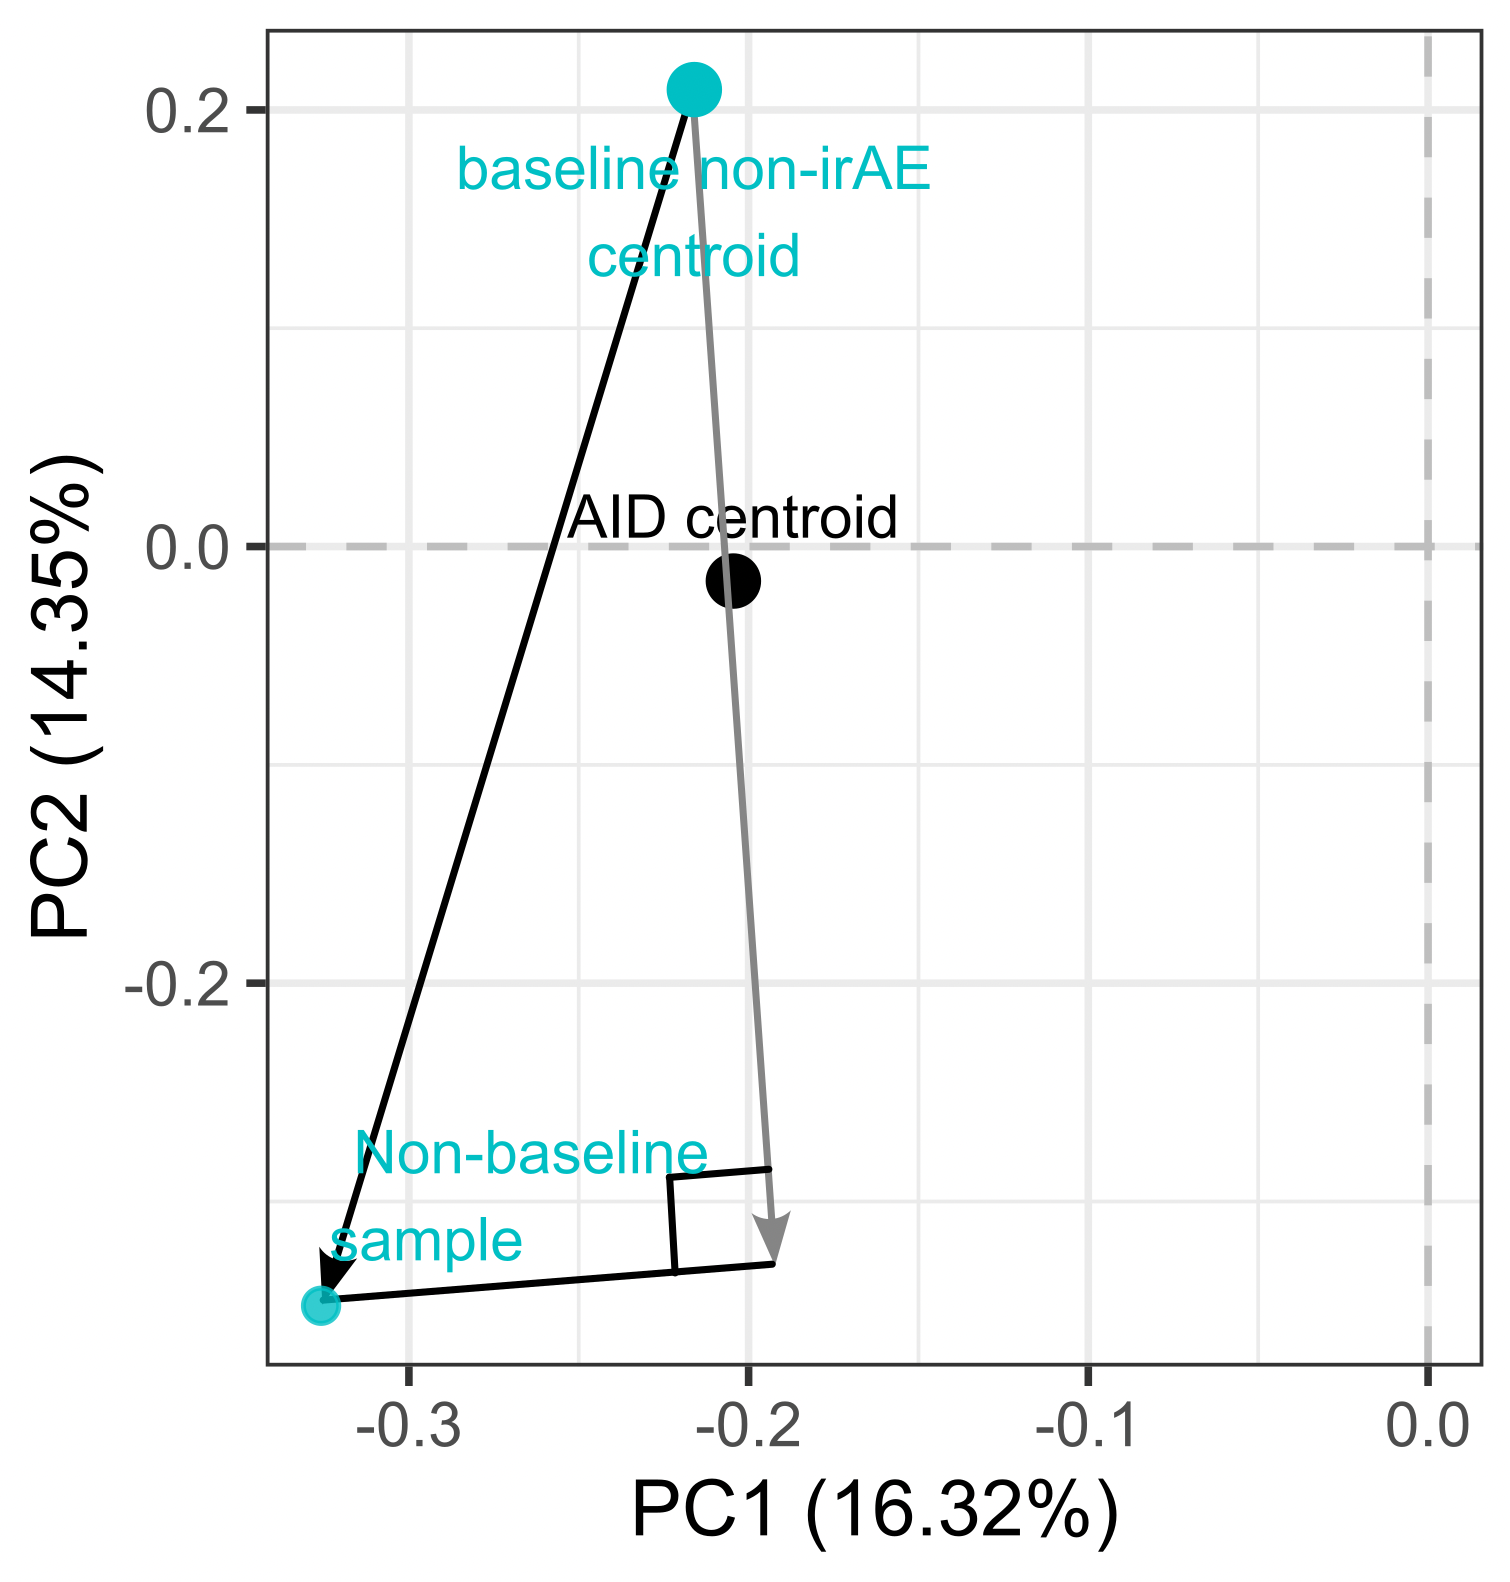 0.2
baseline non-irAE
centroid
AID centroid
0.0
PC2 (14.35%)
-0.2
Non-baseline
sample
-0.3
-0.2
-0.1
0.0
PC1 (16.32%)